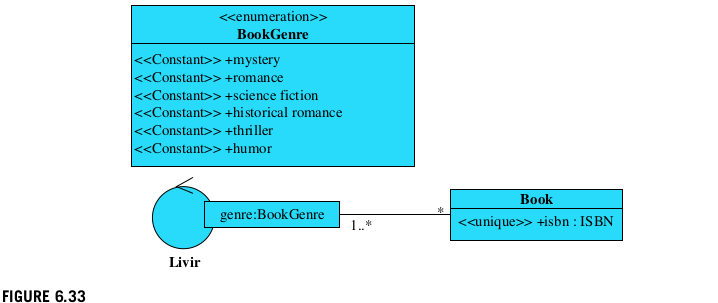 <<enumeration>>
BookGenre
<<Constant>> +mystery
<<Constant>> +romance
<<Constant>> +science fiction
<<Constant>> +historical romance
<<Constant>> +thriller
<<Constant>> +humor
genre:BookGenre
1..*
*
Book
<<unique>> +isbn : ISBN
Livir
FIGURE 6.33